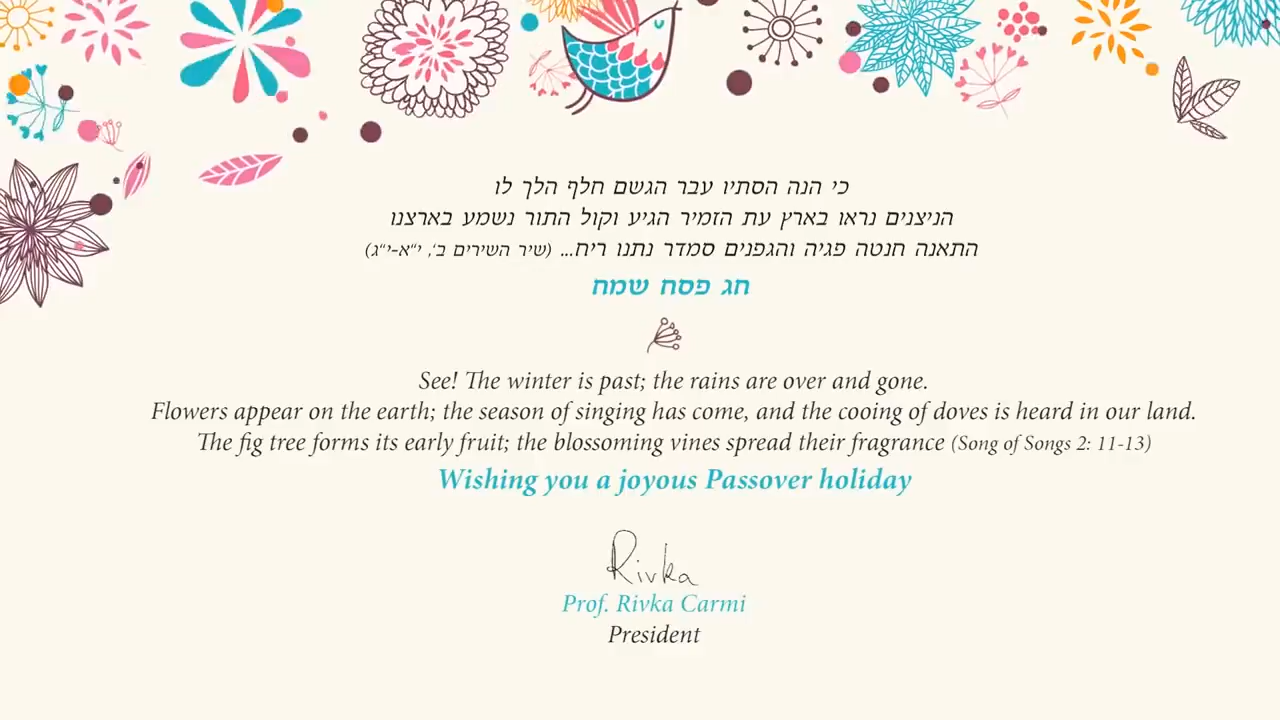 כי הנה הסתיו עבר הגשם חלף הלך לו
הניצנים נראו בארץ עת הזמיר הגיע וקול התור נשמע בארצנו
התאנה חנטה פגיה והגפנים סמדר נתנו ריח... (שיר השירים ב', י"א-י"ג)
חג פסח שמח
See! The winter is past; the rains are over and gone.
Flowers appear on the earth; the season of singing has come, and the cooing of doves is heard in our land.
The fig tree forms its early fruit; the blossoming vines spread their fragrance (Song of Songs 2: 11-13)
Wishing you a joyous Passover holiday
Rivka
Prof. Rivka Carmi
President